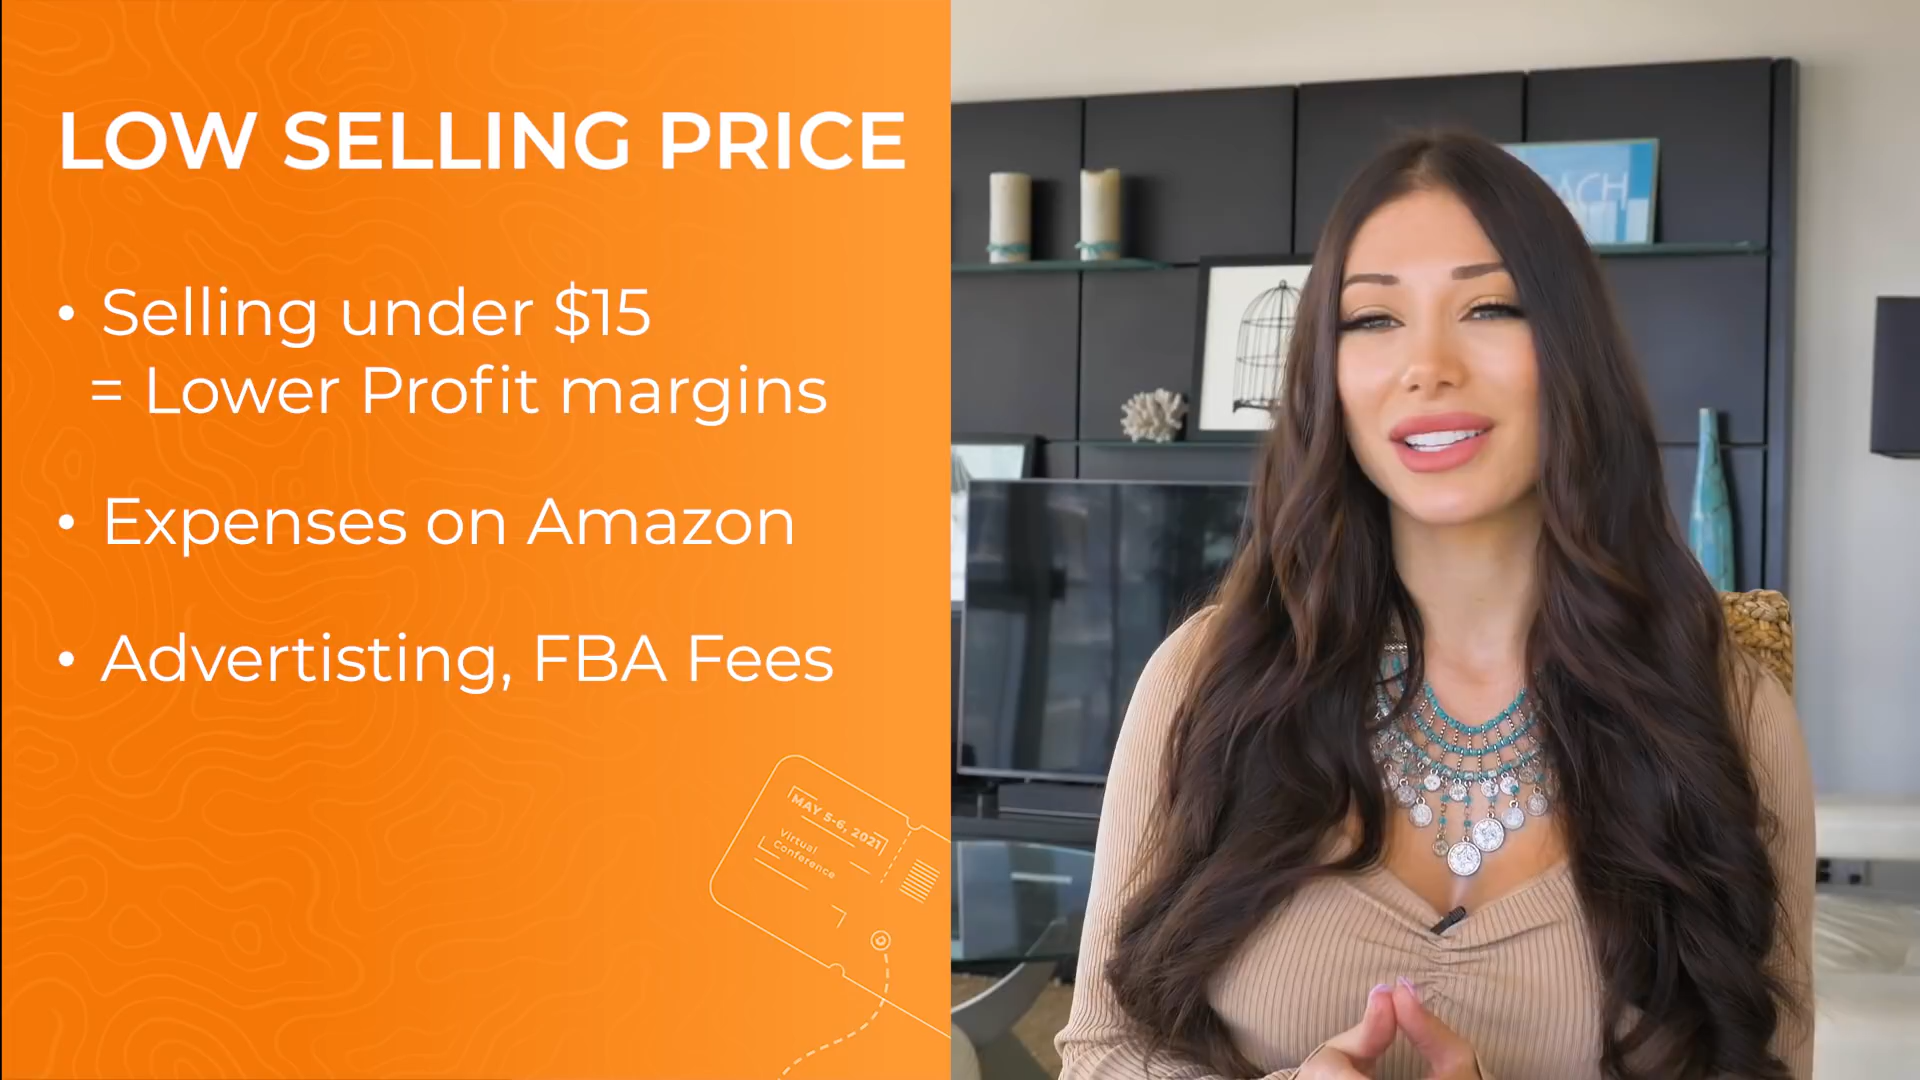 LOW SELLING PRICE
• Selling under $15
= Lower Profit margins
• Expenses on Amazon
• Advertisting, FBA Fees
MAY 5-6, 2021
Virtual
Conference